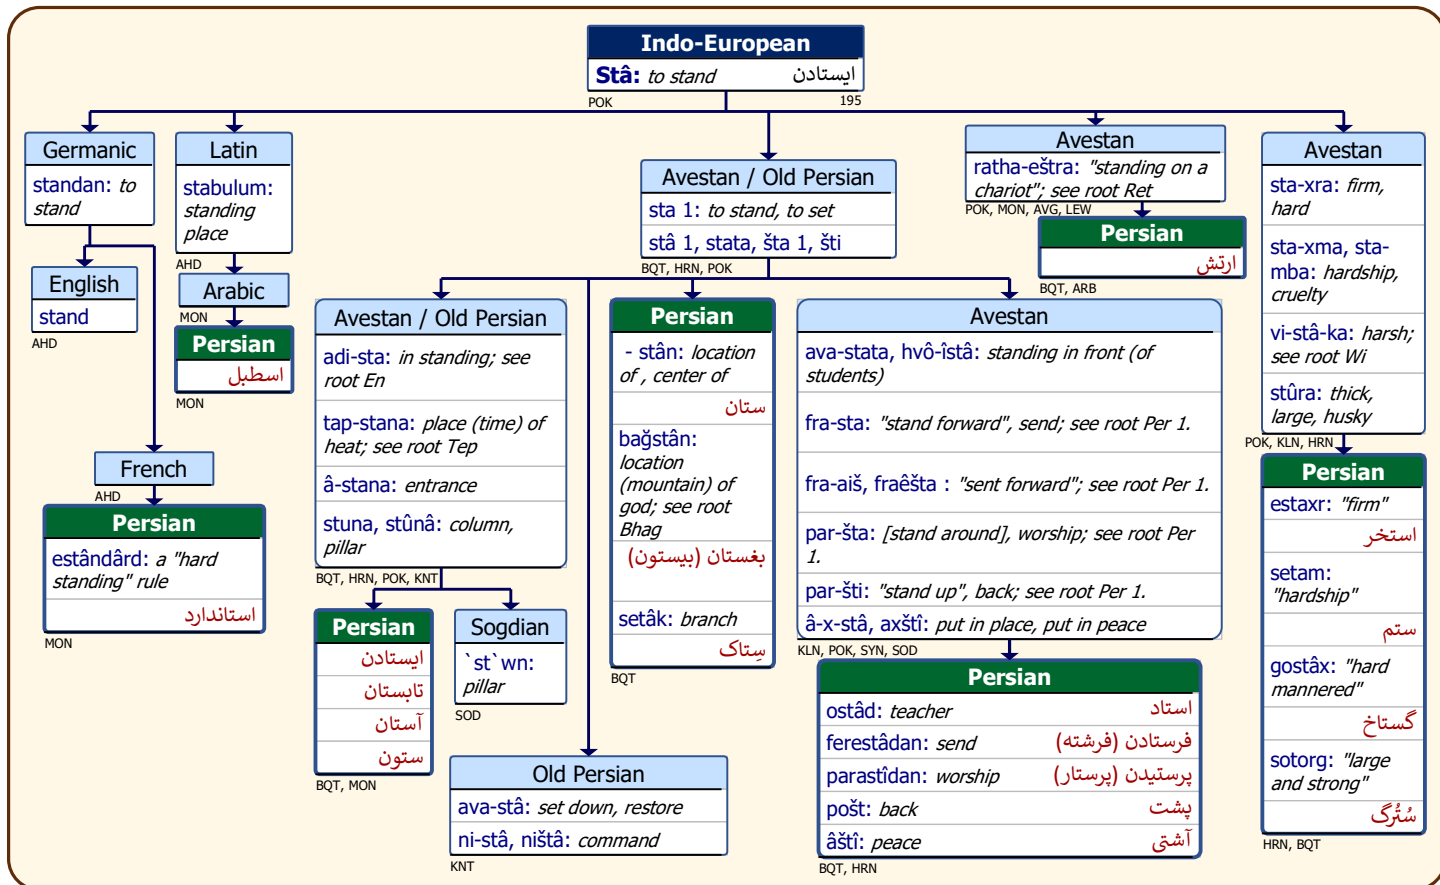 Indo-European
Stâ: to stand ایستادن
POK 195
Germanic
standan: to
stand
English
stand
AHD
French
AHD
Persian
estândârd: a "hard
standing" rule
استاندارد
MON
Latin
stabulum:
standing
place
AHD
Arabic
MON
Persian
اسطبل
MON
Avestan / Old Persian
sta 1: to stand, to set
stâ 1, stata, šta 1, šti
BQT, HRN, POK
Avestan / Old Persian
adi-sta: in standing; see
root En
tap-stana: place (time) of
heat; see root Tep
â-stana: entrance
stuna, stûnâ: column,
pillar
BQT, HRN, POK, KNT
Persian
ایستادن
تابستان
آستان
ستون
BQT, MON
Sogdian
`st`wn:
pillar
SOD
Old Persian
ava-stâ: set down, restore
ni-stâ, ništâ: command
KNT
Persian
- stân: location
of , center of
ستان
bağstân:
location
(mountain) of
god; see root
Bhag
بغستان (بیستون)
setâk: branch
سِتاک
BQT
Avestan
ava-stata, hvô-îstâ: standing in front (of
students)
fra-sta: "stand forward", send; see root Per 1.
fra-aiš, fraêšta : "sent forward"; see root Per 1.
par-šta: [stand around], worship; see root Per
1.
par-šti: "stand up", back; see root Per 1.
â-x-stâ, axštî: put in place, put in peace
KLN, POK, SYN, SOD
Persian
ostâd: teacher استاد
ferestâdan: send فرستادن (فرشته)
parastîdan: worship پرستیدن (پرستار)
pošt: back پشت
âštî: peace آشتی
BQT, HRN
Avestan
ratha-eštra: "standing on a
chariot"; see root Ret
POK, MON, AVG, LEW
Persian
ارتش
BQT, ARB
Avestan
sta-xra: firm,
hard
sta-xma, sta-
mba: hardship,
cruelty
vi-stâ-ka: harsh;
see root Wi
stûra: thick,
large, husky
POK, KLN, HRN
Persian
estaxr: "firm"
استخر
setam:
"hardship"
ستم
gostâx: "hard
mannered"
گستاخ
sotorg: "large
and strong"
سُتُرگ
HRN, BQT